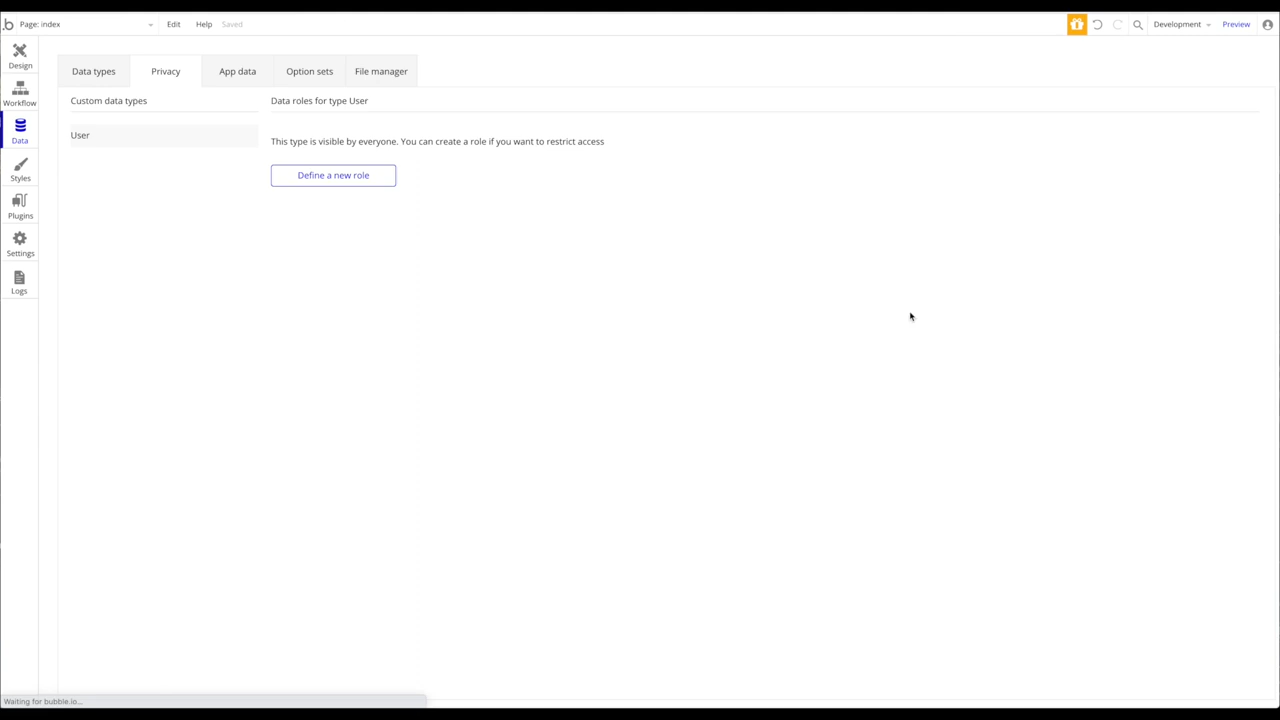 .b Page: index Edit Help Saved Development Preview
Design
Workflow
Data
Styles
Plugins
Settings
Logs
Data types Privacy App data Option sets File manager
Custom data types
User
Data roles for type User
This type is visible by everyone. You can create a role if you want to restrict access
Define a new role
Waiting for bubble.io...